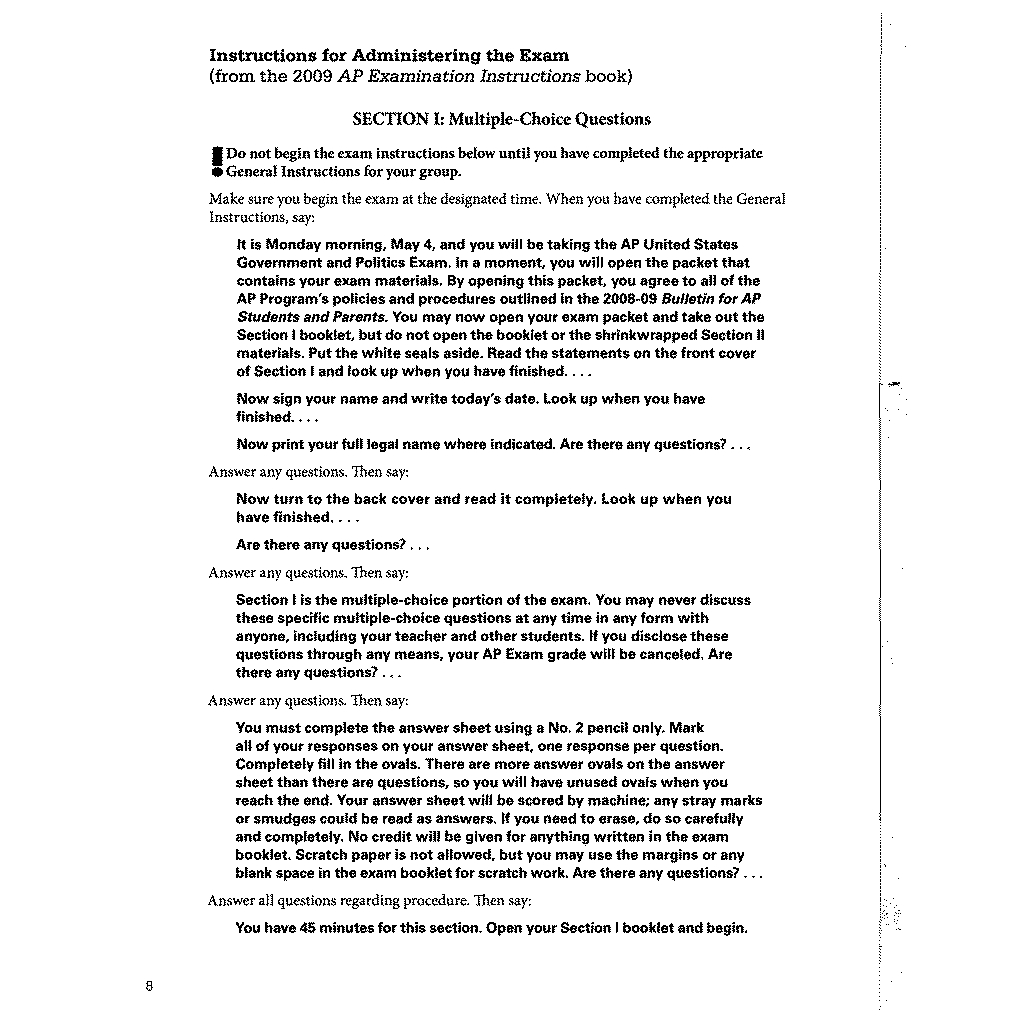 Instructions for Administering the Exam
(from the 2009 AP Examination Instructions book)
SECTION I: Multiple-Choice Questions
Do not begin the exam instructions below until you have completed the appropriate
General Instructions for your group.
Make sure you begin the exam at the designated time. When you have completed the General
Instructions, say:
It is Monday morning, May 4, and you will be taking the AP United States
Government and Politics Exam. In a moment, you will open the packet that
contains your exam materials. By opening this packet, you agree to all of the
AP Program's policies and procedures outlined in the 2008-09 Bulletin for AP
Students and Parents. You may now open your exam packet and take out the
Section I booklet, but do not open the booklet or the shrinkwrapped Section II
materials. Put the white seals aside. Read the statements on the front cover
of Section I and look up when you have finished. . . .
Now sign your name and write today's date. Look up when you have
finished. . . .
Now print your full legal name where indicated. Are there any questions? . . .
Answer any questions. Then say:
Now turn to the back cover and read it completely. Look up when you
have finished. . . .
Are there any questions? . . .
Answer any questions. Then say:
Section I is the multiple-choice portion of the exam. You may never discuss
these specific multiple-choice questions at any time in any form with
anyone, including your teacher and other students. If you disclose these
questions through any means, your AP Exam grade will be canceled. Are
there any questions? . . .
Answer any questions. Then say:
You must complete the answer sheet using a No. 2 pencil only. Mark
all of your responses on your answer sheet, one response per question.
Completely fill in the ovals. There are more answer ovals on the answer
sheet than there are questions, so you will have unused ovals when you
reach the end. Your answer sheet will be scored by machine; any stray marks
or smudges could be read as answers. If you need to erase, do so carefully
and completely. No credit will be given for anything written in the exam
booklet. Scratch paper is not allowed, but you may use the margins or any
blank space in the exam booklet for scratch work. Are there any questions? . . .
Answer all questions regarding procedure. Then say:
You have 45 minutes for this section. Open your Section I booklet and begin.
8